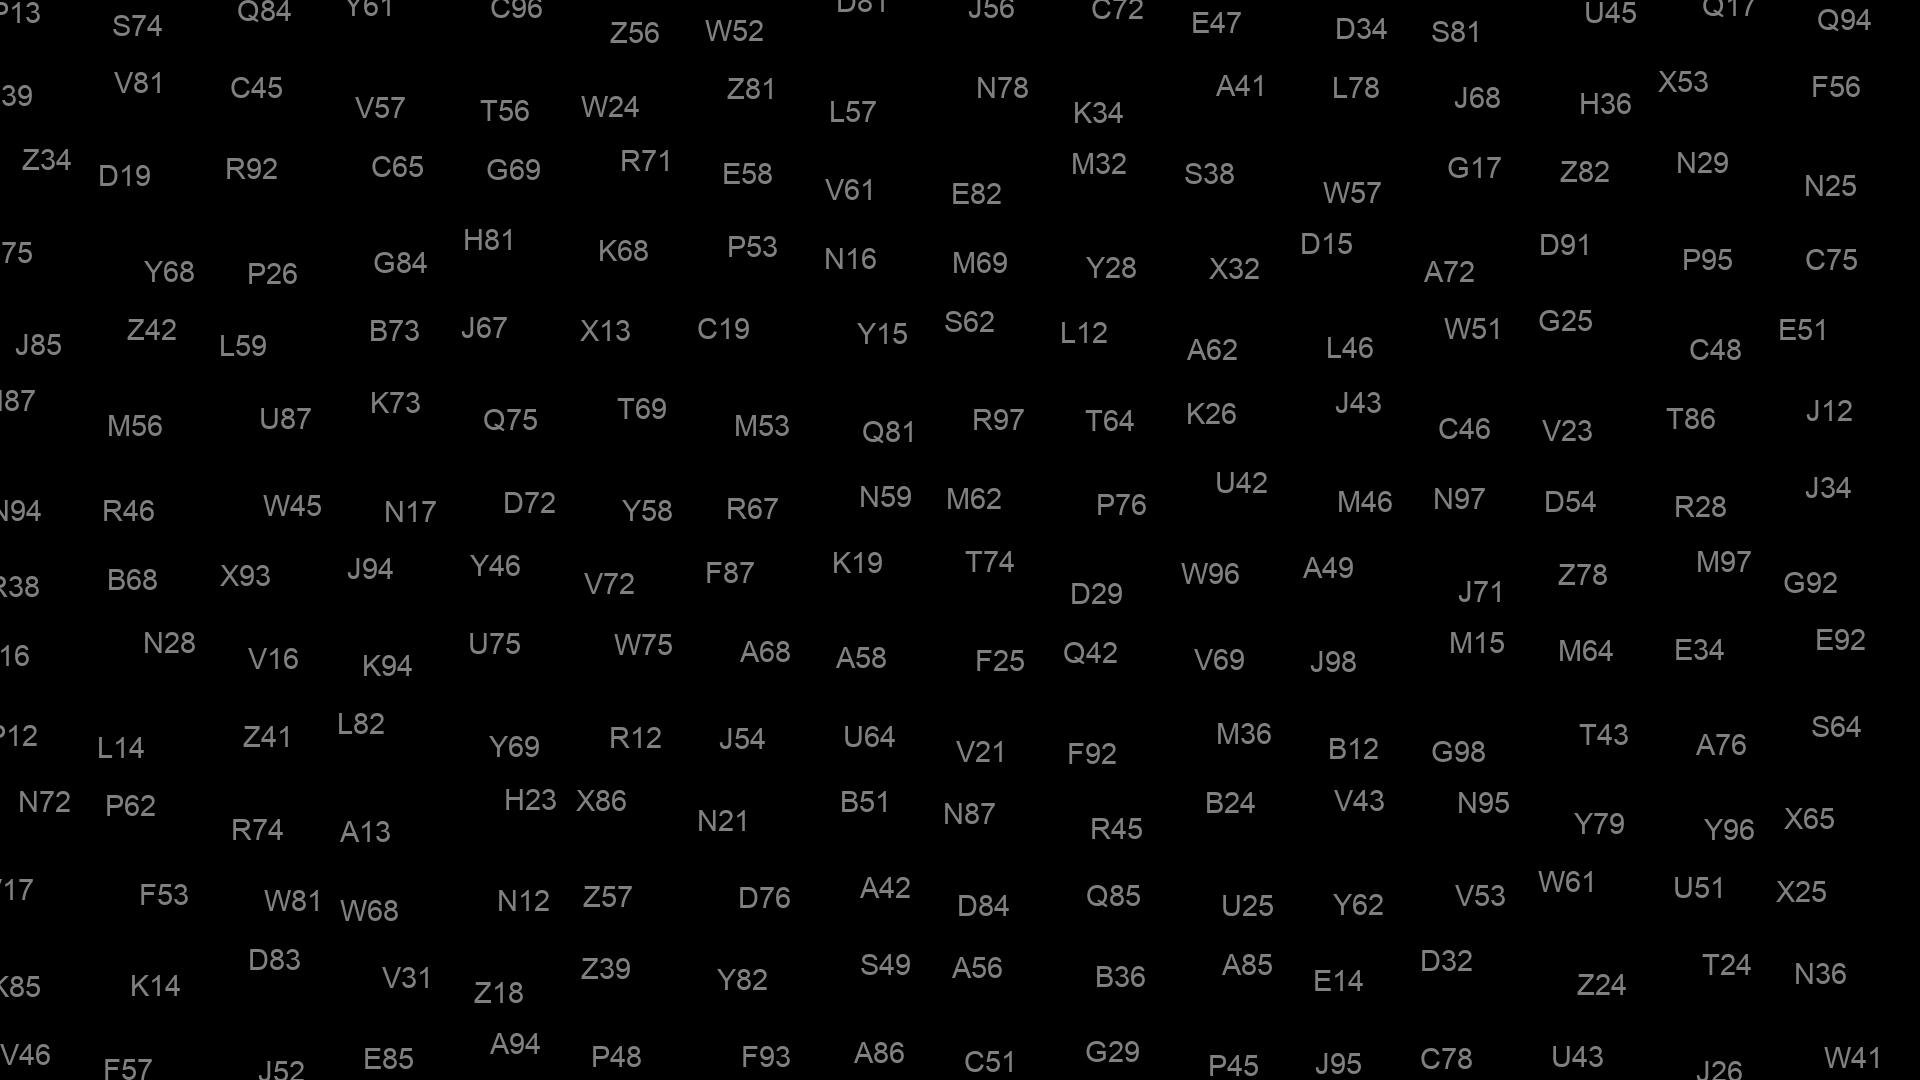 P13 S74 Q84 Y61 C96 Z56 W52 D81 J56 C72 E47 D34 S81 U45 Q17 Q94
39 V81 C45 V57 T56 W24 Z81 L57 N78 K34 A41 L78 J68 H36 X53 F56
Z34 D19 R92 C65 G69 R71 E58 V61 E82 M32 S38 W57 G17 Z82 N29 N25
75 Y68 P26 G84 H81 K68 P53 N16 M69 Y28 X32 D15 A72 D91 P95 C75
J85 Z42 L59 B73 J67 X13 C19 Y15 S62 L12 A62 L46 W51 G25 C48 E51
87 M56 U87 K73 Q75 T69 M53 Q81 R97 T64 K26 J43 C46 V23 T86 J12
N94 R46 W45 N17 D72 Y58 R67 N59 M62 P76 U42 M46 N97 D54 R28 J34
R38 B68 X93 J94 Y46 V72 F87 K19 T74 D29 W96 A49 J71 Z78 M97 G92
16 N28 V16 K94 U75 W75 A68 A58 F25 Q42 V69 J98 M15 M64 E34 E92
P12 L14 Z41 L82 Y69 R12 J54 U64 V21 F92 M36 B12 G98 T43 A76 S64
N72 P62 R74 A13 H23 X86 N21 B51 N87 R45 B24 V43 N95 Y79 Y96 X65
17 F53 W81 W68 N12 Z57 D76 A42 D84 Q85 U25 Y62 V53 W61 U51 X25
K85 K14 D83 V31 Z18 Z39 Y82 S49 A56 B36 A85 E14 D32 Z24 T24 N36
V46 F57 J52 E85 A94 P48 F93 A86 C51 G29 P45 J95 C78 U43 J26 W41